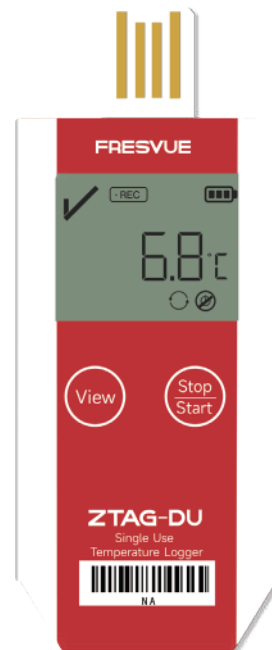 FRESVUE
· REC
6.8°C
View
Stop
Start
ZTAG-DU
Single Use
Temperature Logger
NA